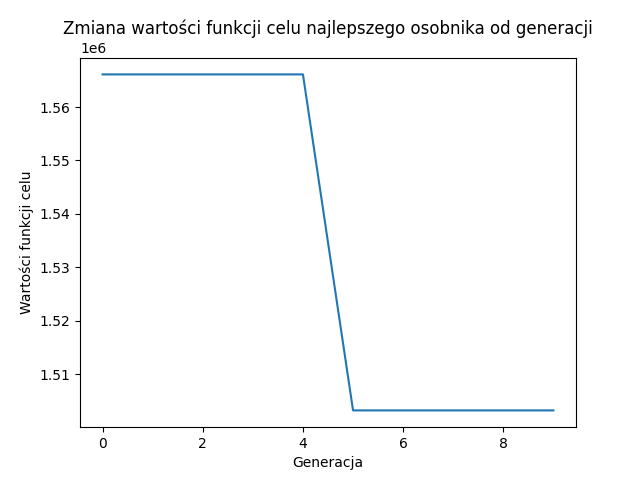 Zmiana wartości funkcji celu najlepszego osobnika od generacji
1e6
1.56
1.55
1.54
1.53
1.52
1.51
Wartości funkcji celu
0 2 4 6 8
Generacja